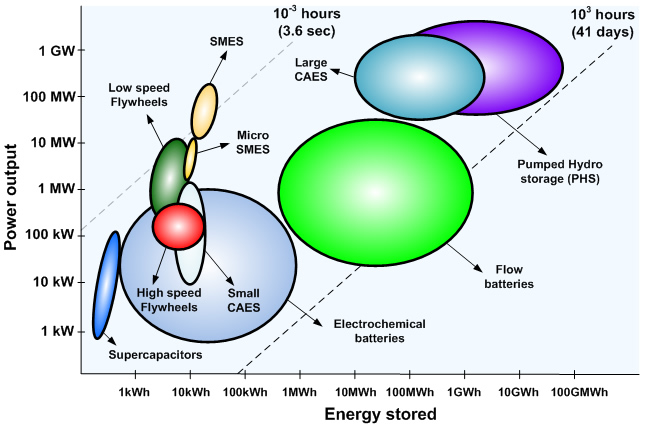 10⁻³ hours
(3.6 sec)
10³ hours
(41 days)
SMES
1 GW
Large
CAES
Low speed
Flywheels
100 MW
Micro
SMES
10 MW
Pumped Hydro
storage (PHS)
1 MW
Power output
100 kW
Flow
batteries
10 kW
High speed
Flywheels
Small
CAES
Electrochemical
batteries
1 kW
Supercapacitors
1kWh
10kWh
100kWh
1MWh
10MWh
100MWh
1GWh
10GWh
100GMWh
Energy stored